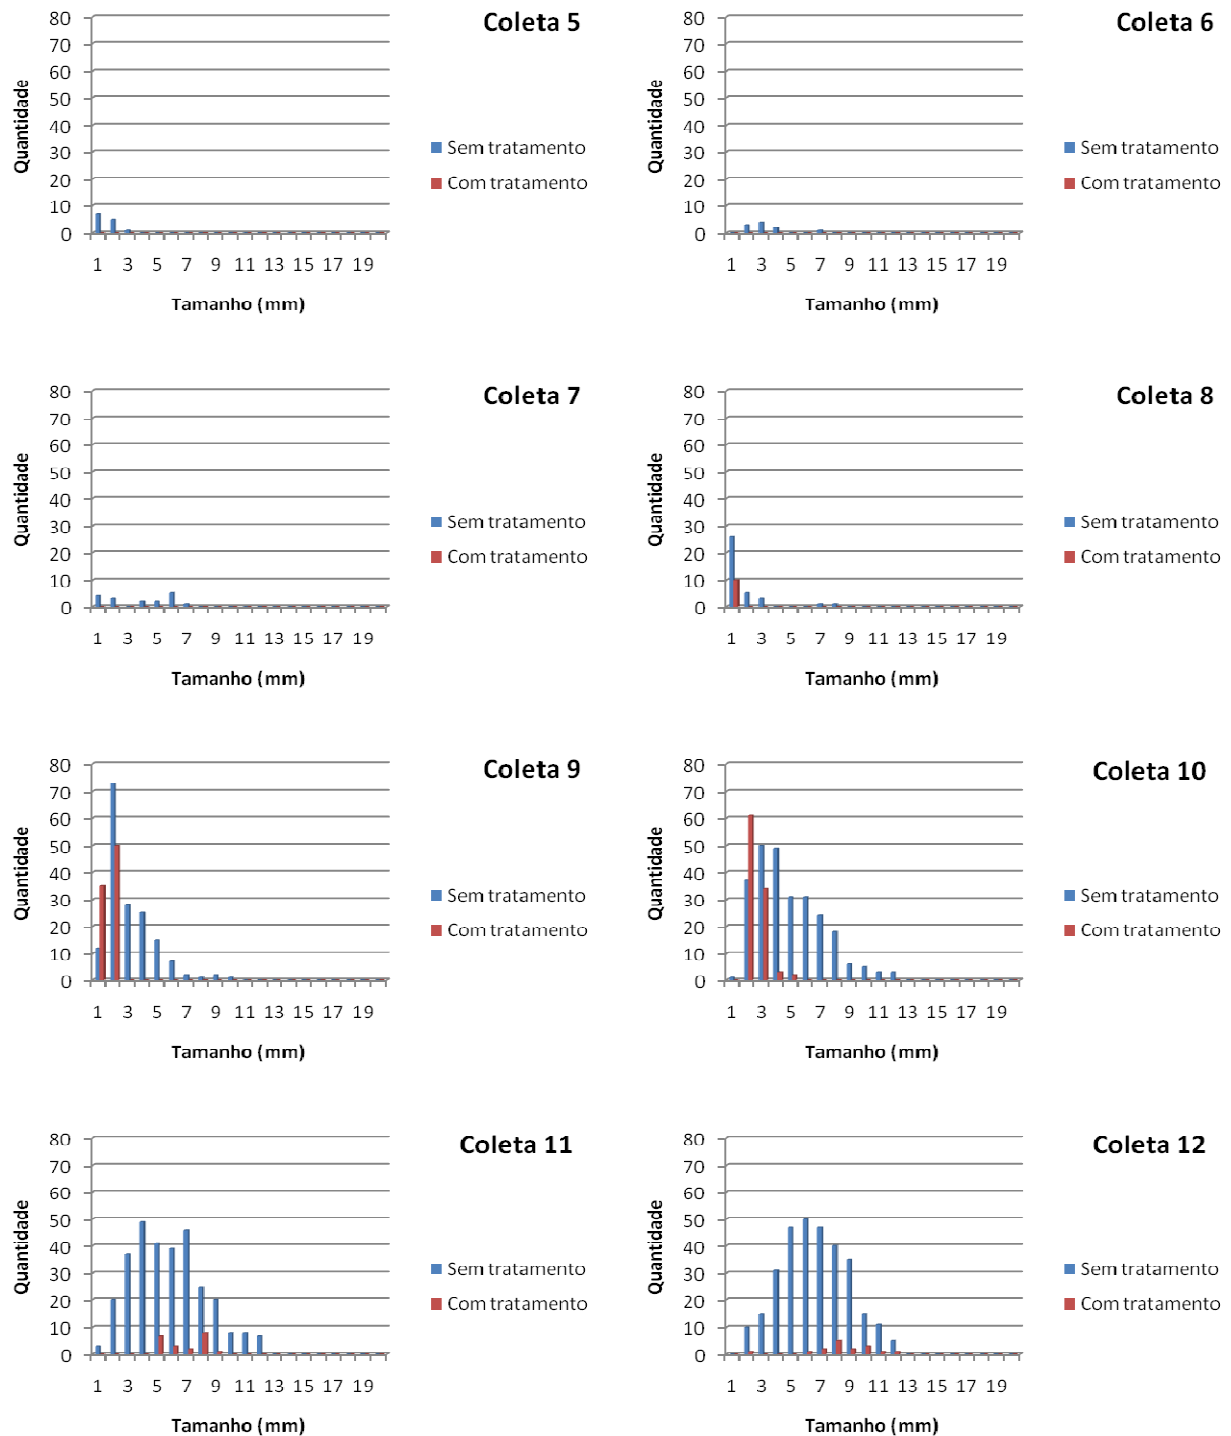 Coleta 5
Quantidade
80
70
60
50
40
30
20
10
0
1 3 5 7 9 11 13 15 17 19
Tamanho (mm)
Sem tratamento
Com tratamento
Coleta 6
Quantidade
80
70
60
50
40
30
20
10
0
1 3 5 7 9 11 13 15 17 19
Tamanho (mm)
Sem tratamento
Com tratamento
Coleta 7
Quantidade
80
70
60
50
40
30
20
10
0
1 3 5 7 9 11 13 15 17 19
Tamanho (mm)
Sem tratamento
Com tratamento
Coleta 8
Quantidade
80
70
60
50
40
30
20
10
0
1 3 5 7 9 11 13 15 17 19
Tamanho (mm)
Sem tratamento
Com tratamento
Coleta 9
Quantidade
80
70
60
50
40
30
20
10
0
1 3 5 7 9 11 13 15 17 19
Tamanho (mm)
Sem tratamento
Com tratamento
Coleta 10
Quantidade
80
70
60
50
40
30
20
10
0
1 3 5 7 9 11 13 15 17 19
Tamanho (mm)
Sem tratamento
Com tratamento
Coleta 11
Quantidade
80
70
60
50
40
30
20
10
0
1 3 5 7 9 11 13 15 17 19
Tamanho (mm)
Sem tratamento
Com tratamento
Coleta 12
Quantidade
80
70
60
50
40
30
20
10
0
1 3 5 7 9 11 13 15 17 19
Tamanho (mm)
Sem tratamento
Com tratamento